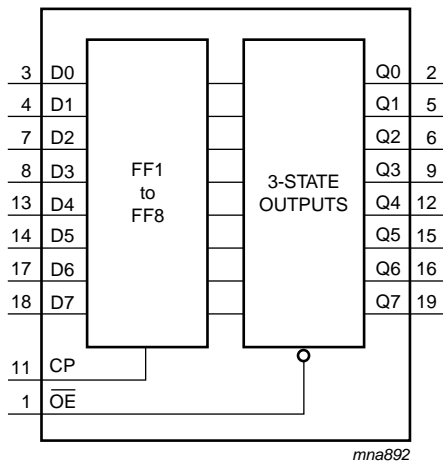 3 D0 Q0 2
4 D1 Q1 5
7 D2 Q2 6
8 D3 Q3 9
13 D4 Q4 12
14 D5 Q5 15
17 D6 Q6 16
18 D7 Q7 19
FF1
to
FF8
3-STATE
OUTPUTS
11 CP
1 O̅E̅
mna892